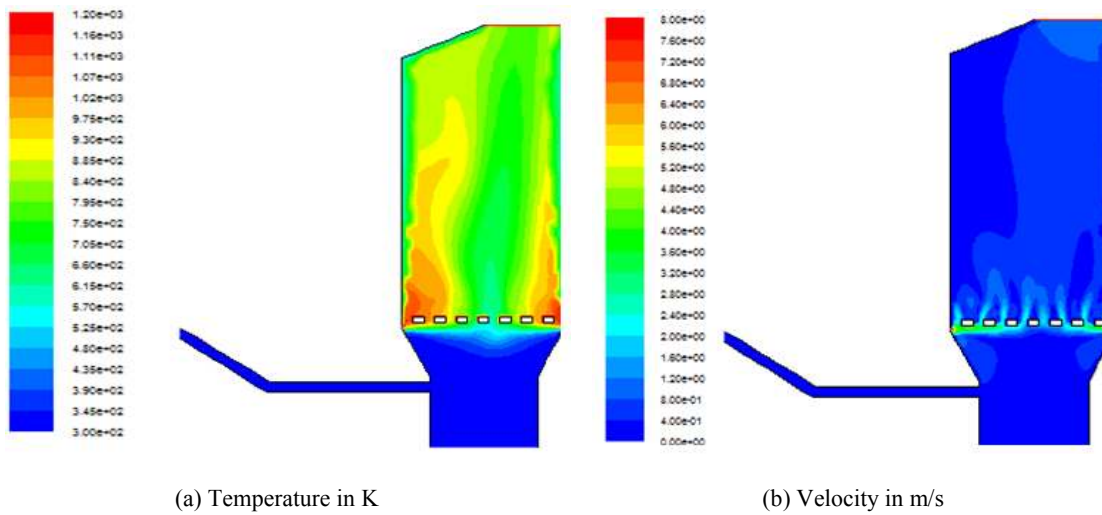 1.20e+03
1.16e+03
1.11e+03
1.07e+03
1.02e+03
9.75e+02
9.30e+02
8.85e+02
8.40e+02
7.95e+02
7.50e+02
7.05e+02
6.60e+02
6.15e+02
5.70e+02
5.25e+02
4.80e+02
4.35e+02
3.90e+02
3.45e+02
3.00e+02
8.00e+00
7.60e+00
7.20e+00
6.80e+00
6.40e+00
6.00e+00
5.60e+00
5.20e+00
4.80e+00
4.40e+00
4.00e+00
3.60e+00
3.20e+00
2.80e+00
2.40e+00
2.00e+00
1.60e+00
1.20e+00
8.00e-01
4.00e-01
0.00e+00
(a) Temperature in K
(b) Velocity in m/s